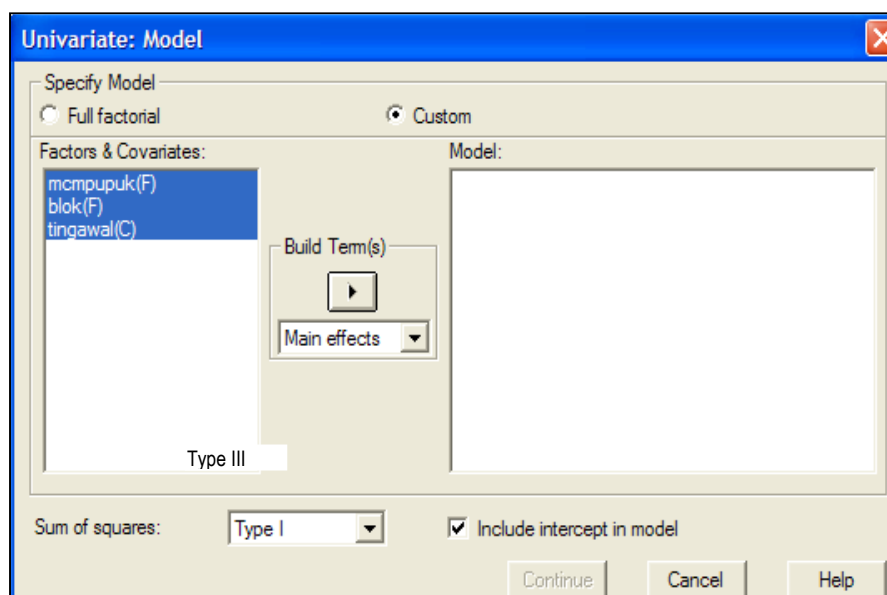 Univariate: Model
Specify Model
Full factorial
Custom
Factors & Covariates:
Model:
mcmpupuk(F)
blok(F)
tingawal(C)
Build Term(s)
Main effects
Type III
Sum of squares:
Type I
Include intercept in model
Continue
Cancel
Help